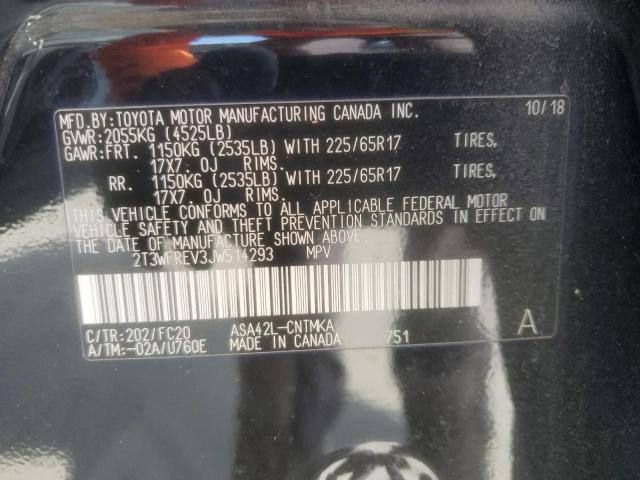 MFD.BY:TOYOTA MOTOR MANUFACTURING CANADA INC. 10/18
GVWR:2055KG (4525LB)
GAWR:FRT. 1150KG (2535LB) WITH 225/65R17 TIRES,
17X7. 0J RIMS.
RR. 1150KG (2535LB) WITH 225/65R17 TIRES,
17X7. 0J RIMS.
THIS VEHICLE CONFORMS TO ALL APPLICABLE FEDERAL MOTOR
VEHICLE SAFETY AND THEFT PREVENTION STANDARDS IN EFFECT ON
THE DATE OF MANUFACTURE SHOWN ABOVE.
2T3WFREV3JW514293 MPV
C/TR:202/FC20 ASA42L-CNTMKA A
A/TM:-02A/U760E MADE IN CANADA 751